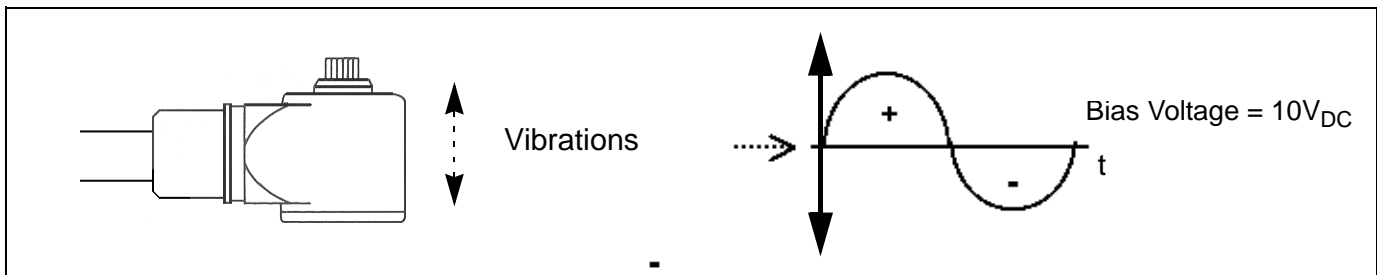 Vibrations
+
-
t
Bias Voltage = 10V_DC
-